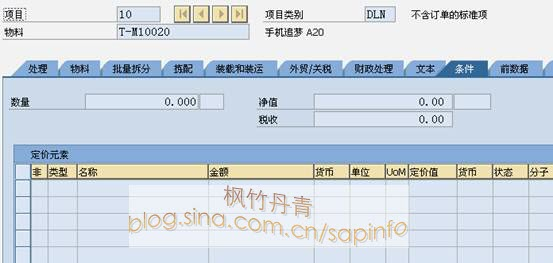 项目 10 项目类别 DLN 不含订单的标准项
物料 T-M10020 手机追梦 A20
处理 物料 批量拆分 拣配 装载和装运 外贸/关税 财政处理 文本 条件 前数据
数量 0.000 净值 0.00
税收 0.00
定价元素
非 类型 名称 金额 货币 单位 UoM 定价值 货币 状态 分子
枫竹丹青
blog.sina.com.cn/sapinfo